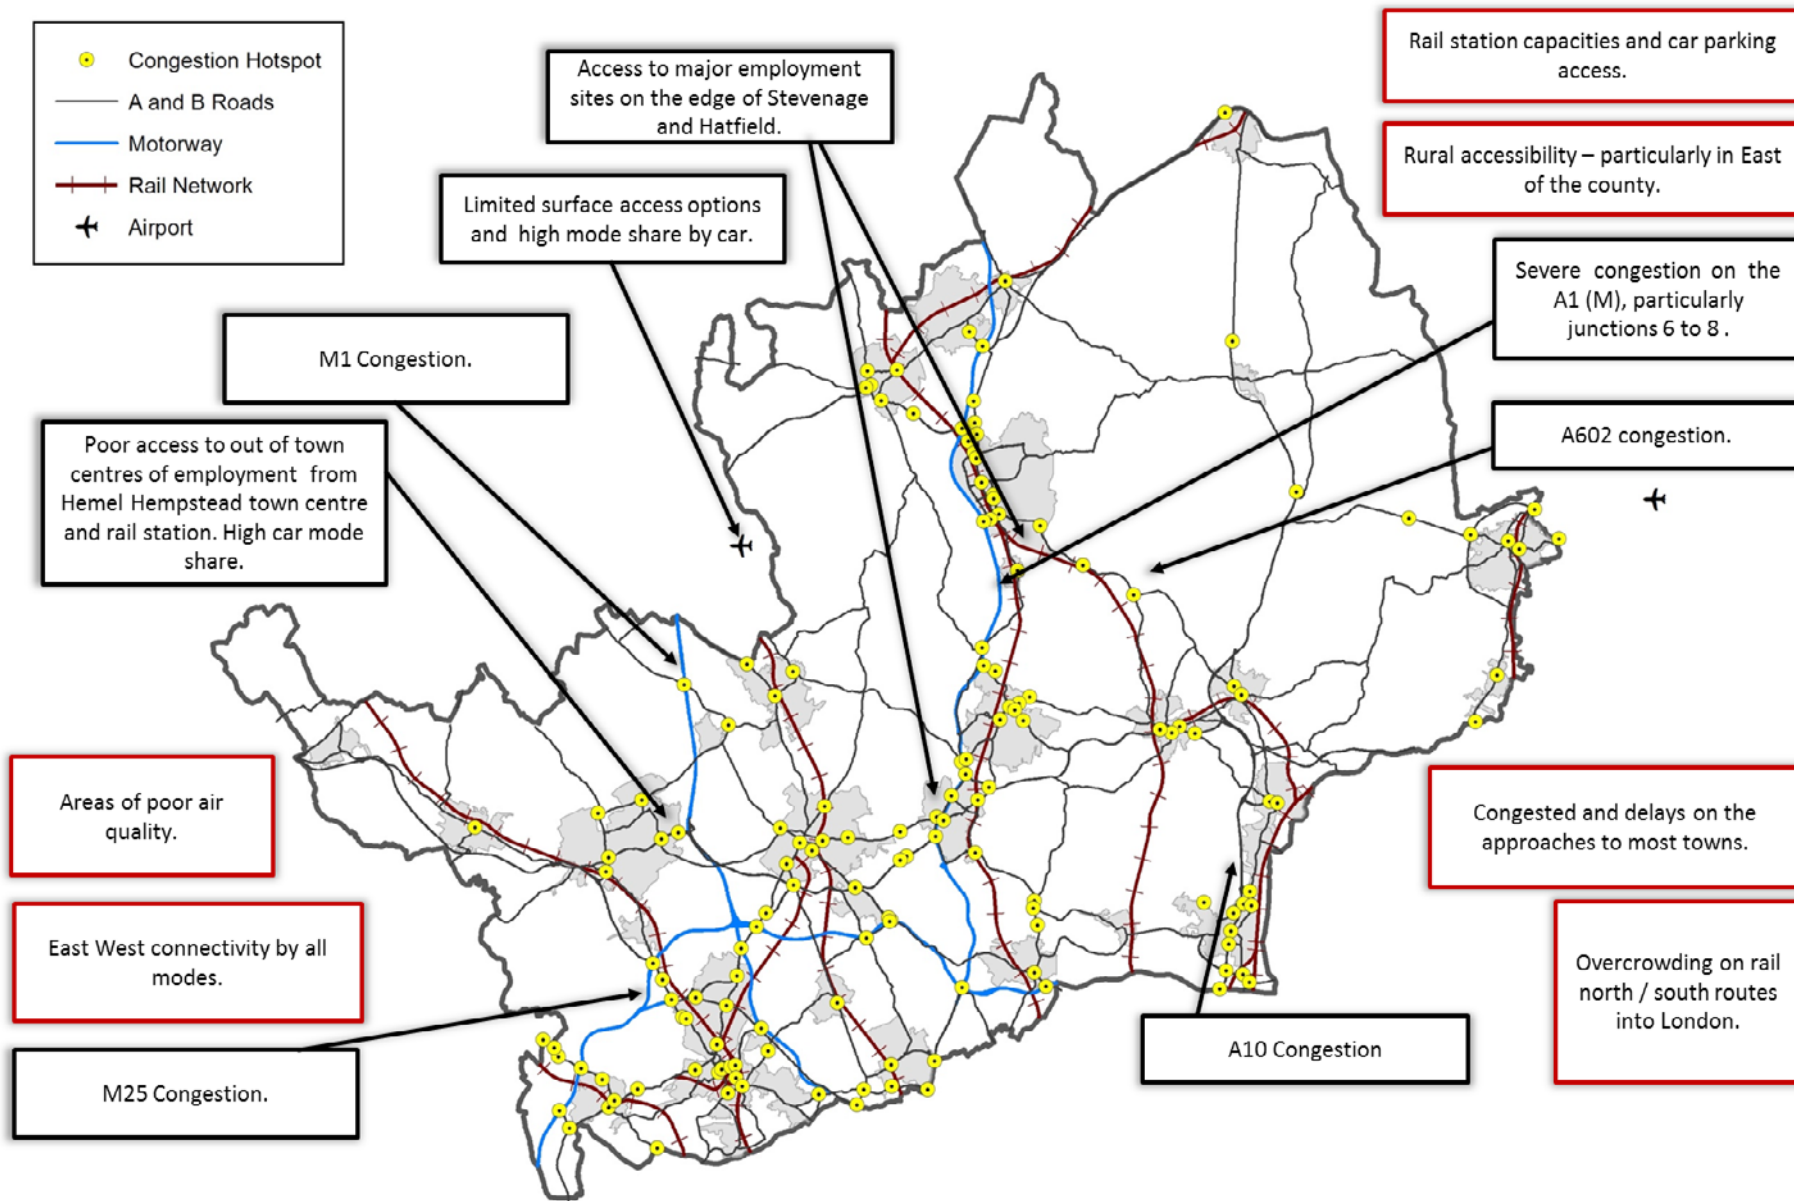 Congestion Hotspot
A and B Roads
Motorway
Rail Network
Airport
Access to major employment
sites on the edge of Stevenage
and Hatfield.
Limited surface access options
and high mode share by car.
M1 Congestion.
Poor access to out of town
centres of employment from
Hemel Hempstead town centre
and rail station. High car mode
share.
Areas of poor air
quality.
East West connectivity by all
modes.
M25 Congestion.
Rail station capacities and car parking
access.
Rural accessibility – particularly in East
of the county.
Severe congestion on the
A1 (M), particularly
junctions 6 to 8 .
A602 congestion.
Congested and delays on the
approaches to most towns.
Overcrowding on rail
north / south routes
into London.
A10 Congestion